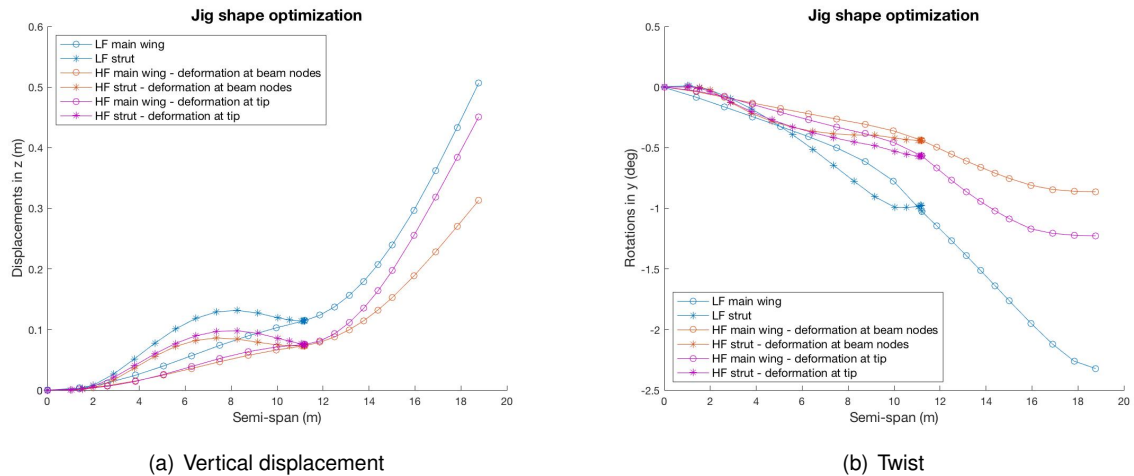 Jig shape optimization
0.6
0.5
0.4
0.3
0.2
0.1
0
Displacements in z (m)
LF main wing
LF strut
HF main wing - deformation at beam nodes
HF strut - deformation at beam nodes
HF main wing - deformation at tip
HF strut - deformation at tip
0 2 4 6 8 10 12 14 16 18 20
Semi-span (m)
(a) Vertical displacement
Jig shape optimization
0.5
0
-0.5
-1
-1.5
-2
-2.5
Rotations in y (deg)
LF main wing
LF strut
HF main wing - deformation at beam nodes
HF strut - deformation at beam nodes
HF main wing - deformation at tip
HF strut - deformation at tip
0 2 4 6 8 10 12 14 16 18 20
Semi-span (m)
(b) Twist